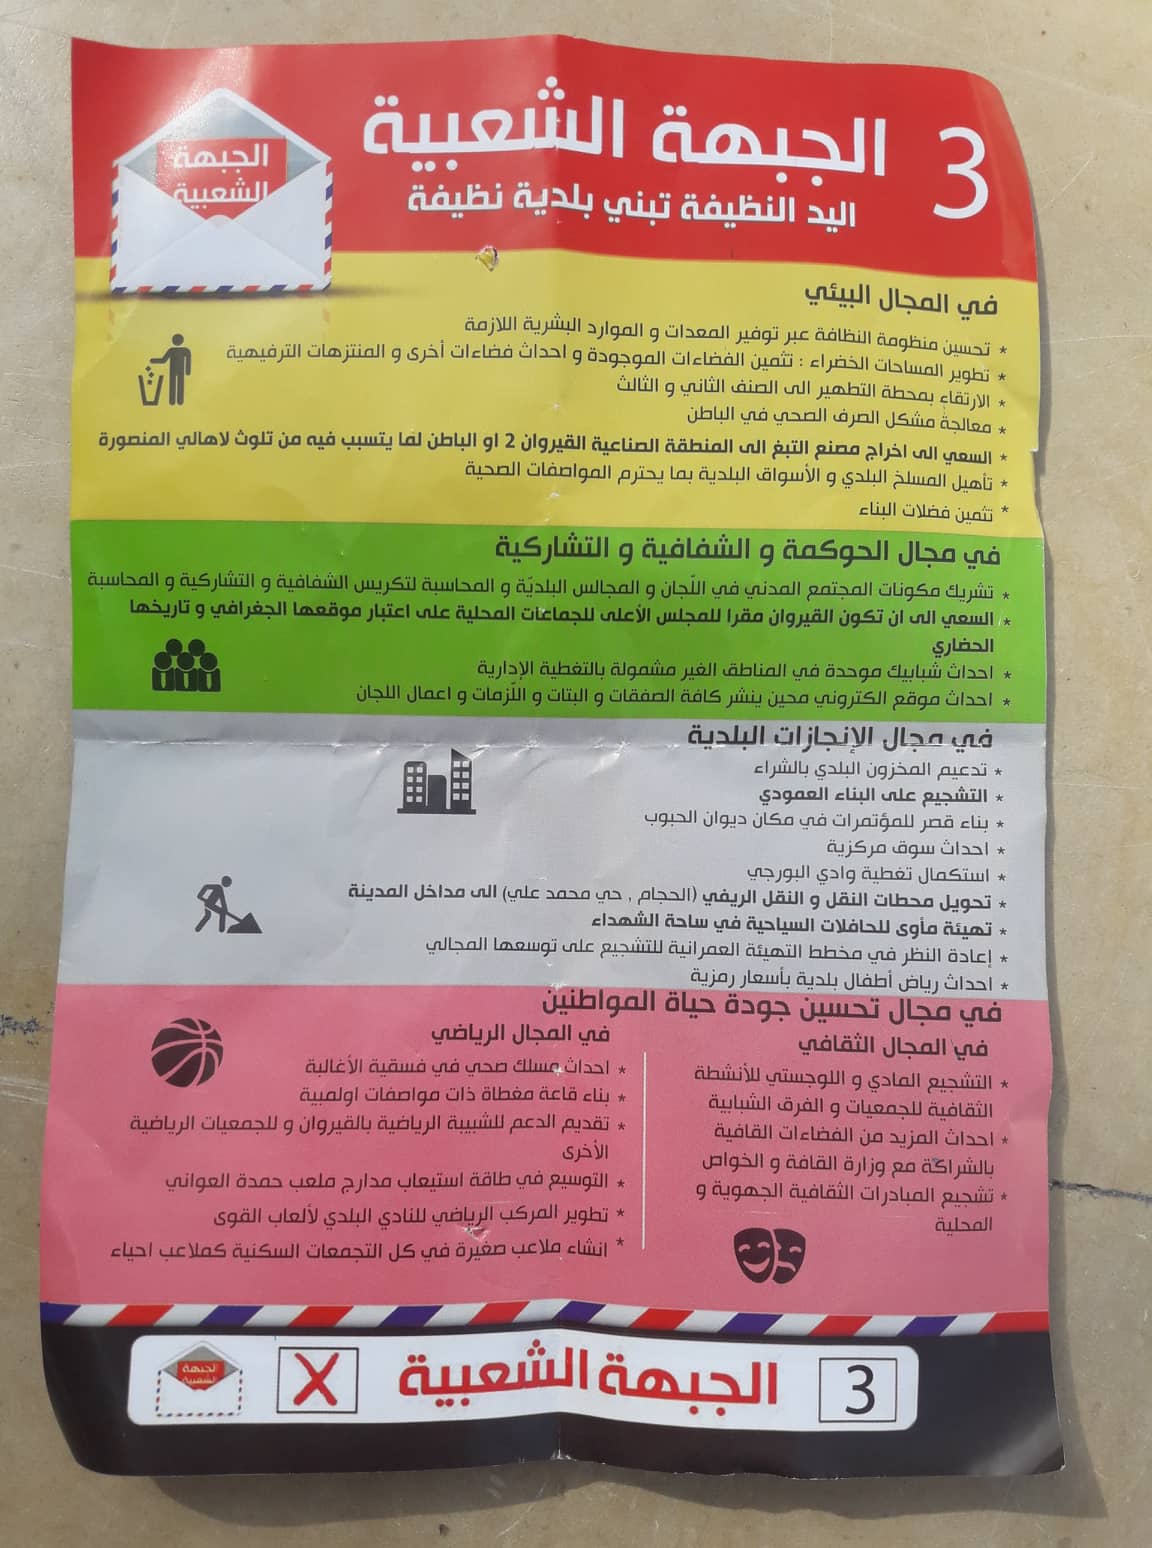 3
الجبهة الشعبية
اليد النظيفة تبني بلدية نظيفة
الجبهة
الشعبية
في المجال البيئي
* تحسين منظومة النظافة عبر توفير المعدات و الموارد البشرية اللازمة
* تطوير المساحات الخضراء : تثمين الفضاءات الموجودة و احداث فضاءات أخرى و المنتزهات الترفيهية
* الارتقاء بمحطة التطهير الى الصنف الثاني و الثالث
* معالجة مشكل الصرف الصحي في الباطن
* السعي الى اخراج مصنع التبغ الى المنطقة الصناعية القيروان 2 او الباطن لما يتسبب فيه من تلوث لاهالي المنصورة
* تأهيل المسلخ البلدي و الأسواق البلدية بما يحترم المواصفات الصحية
* تثمين فضلات البناء
في مجال الحوكمة و الشفافية و التشاركية
* تشريك مكونات المجتمع المدني في اللّجان و المجالس البلديّة و المحاسبة لتكريس الشفافية و التشاركية و المحاسبة
* السعي الى ان تكون القيروان مقرا للمجلس الأعلى للجماعات المحلية على اعتبار موقعها الجغرافي و تاريخها
الحضاري
* احداث شبابيك موحدة في المناطق الغير مشمولة بالتغطية الإدارية
* احداث موقع الكتروني محين ينشر كافة الصفقات و البتات و اللّزمات و اعمال اللجان
في مجال الإنجازات البلدية
* تدعيم المخزون البلدي بالشراء
* التشجيع على البناء العمودي
* بناء قصر للمؤتمرات في مكان ديوان الحبوب
* احداث سوق مركزية
* استكمال تغطية وادي البورجي
* تحويل محطات النقل و النقل الريفي (الحجام , حي محمد علي) الى مداخل المدينة
* تهيئة مأوى للحافلات السياحية في ساحة الشهداء
* إعادة النظر في مخطط التهيئة العمرانية للتشجيع على توسعها المجالي
* احداث رياض أطفال بلدية بأسعار رمزية
في مجال تحسين جودة حياة المواطنين
في المجال الثقافي
* التشجيع المادي و اللوجستي للأنشطة
الثقافية للجمعيات و الفرق الشبابية
* احداث المزيد من الفضاءات القافية
بالشراكة مع وزارة القافة و الخواص
* تشجيع المبادرات الثقافية الجهوية و
المحلية
في المجال الرياضي
* احداث مسلك صحي في فسقية الأغالبة
* بناء قاعة مغطاة ذات مواصفات اولمبية
* تقديم الدعم للشبيبة الرياضية بالقيروان و للجمعيات الرياضية
الأخرى
* التوسيع في طاقة استيعاب مدارج ملعب حمدة العواني
* تطوير المركب الرياضي للنادي البلدي لألعاب القوى
* انشاء ملاعب صغيرة في كل التجمعات السكنية كملاعب احياء
3
الجبهة الشعبية
X
الجبهة
الشعبية